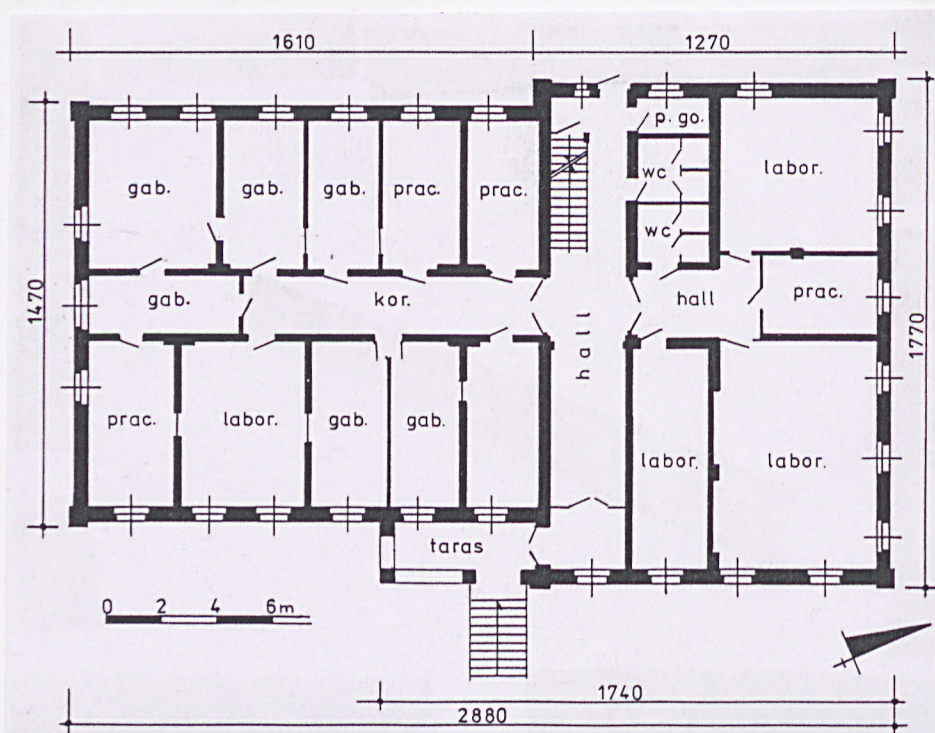 1610
1270
p. go.
gab.
gab.
gab.
prac.
prac.
wc
labor.
wc
gab.
kor.
hall
prac.
1470
1770
hall
prac.
labor.
gab.
gab.
labor.
labor.
taras
0 2 4 6m
1740
2880